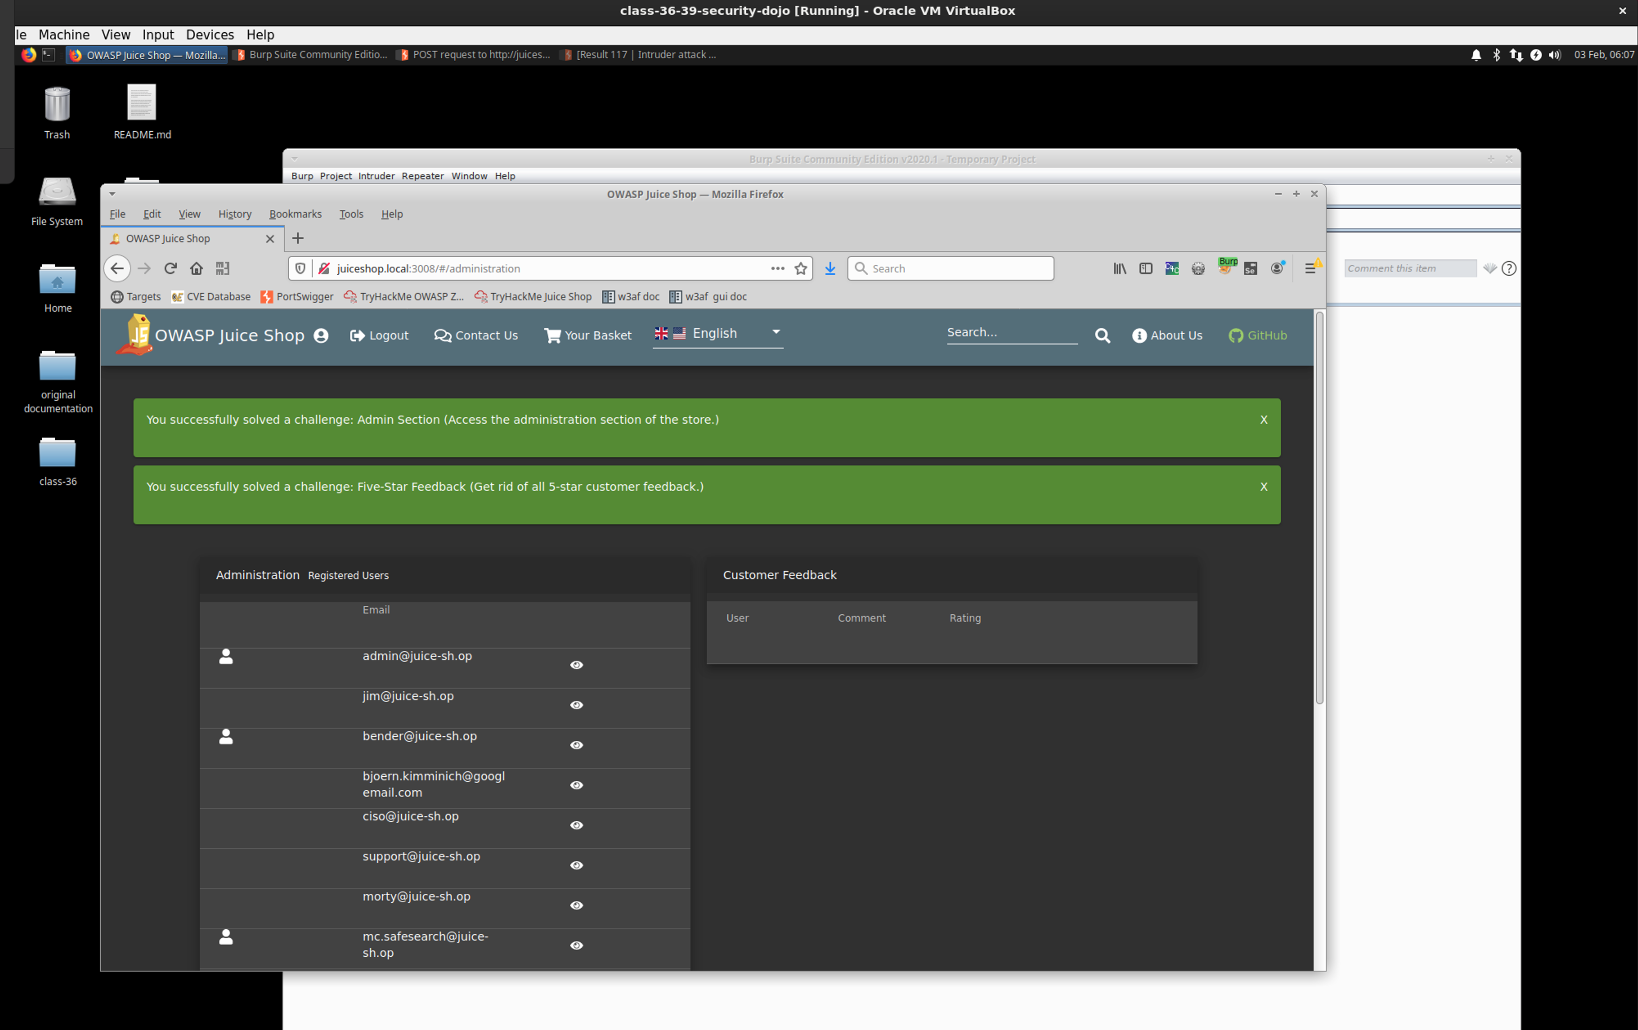 class-36-39-security-dojo [Running] - Oracle VM VirtualBox
le Machine View Input Devices Help
OWASP Juice Shop — Mozilla... Burp Suite Community Editio... POST request to http://juices... [Result 117 | Intruder attack ... 03 Feb, 06:07
Trash README.md
Burp Suite Community Edition v2020.1 - Temporary Project
Burp Project Intruder Repeater Window Help
OWASP Juice Shop — Mozilla Firefox
File System
File Edit View History Bookmarks Tools Help
OWASP Juice Shop
juiceshop.local:3008/#/administration Search Burp Se Comment this item
Targets CVE Database PortSwigger TryHackMe OWASP Z... TryHackMe Juice Shop w3af doc w3af gui doc
Home
OWASP Juice Shop Logout Contact Us Your Basket English Search... About Us GitHub
original
documentation
You successfully solved a challenge: Admin Section (Access the administration section of the store.) X
class-36
You successfully solved a challenge: Five-Star Feedback (Get rid of all 5-star customer feedback.) X
Administration Registered Users
Email
admin@juice-sh.op
jim@juice-sh.op
bender@juice-sh.op
bjoern.kimminich@googl
email.com
ciso@juice-sh.op
support@juice-sh.op
morty@juice-sh.op
mc.safesearch@juice-
sh.op
Customer Feedback
User Comment Rating